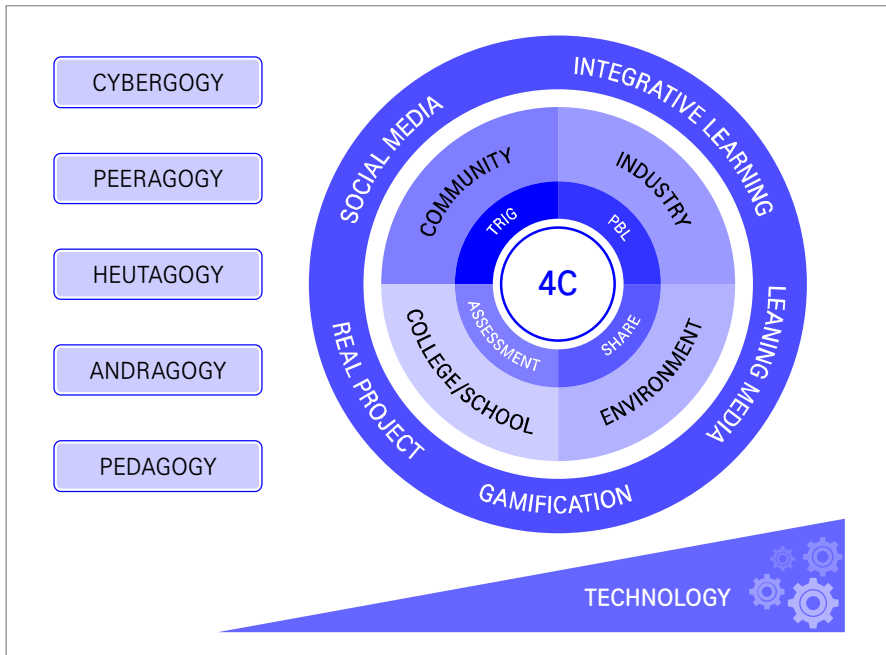 CYBERGOGY
PEERAGOGY
HEUTAGOGY
ANDRAGOGY
PEDAGOGY
SOCIAL MEDIA
INTEGRATIVE LEARNING
LEANING MEDIA
GAMIFICATION
REAL PROJECT
COMMUNITY
INDUSTRY
ENVIRONMENT
COLLEGE/SCHOOL
TRIG
PBL
SHARE
ASSESSMENT
4C
TECHNOLOGY